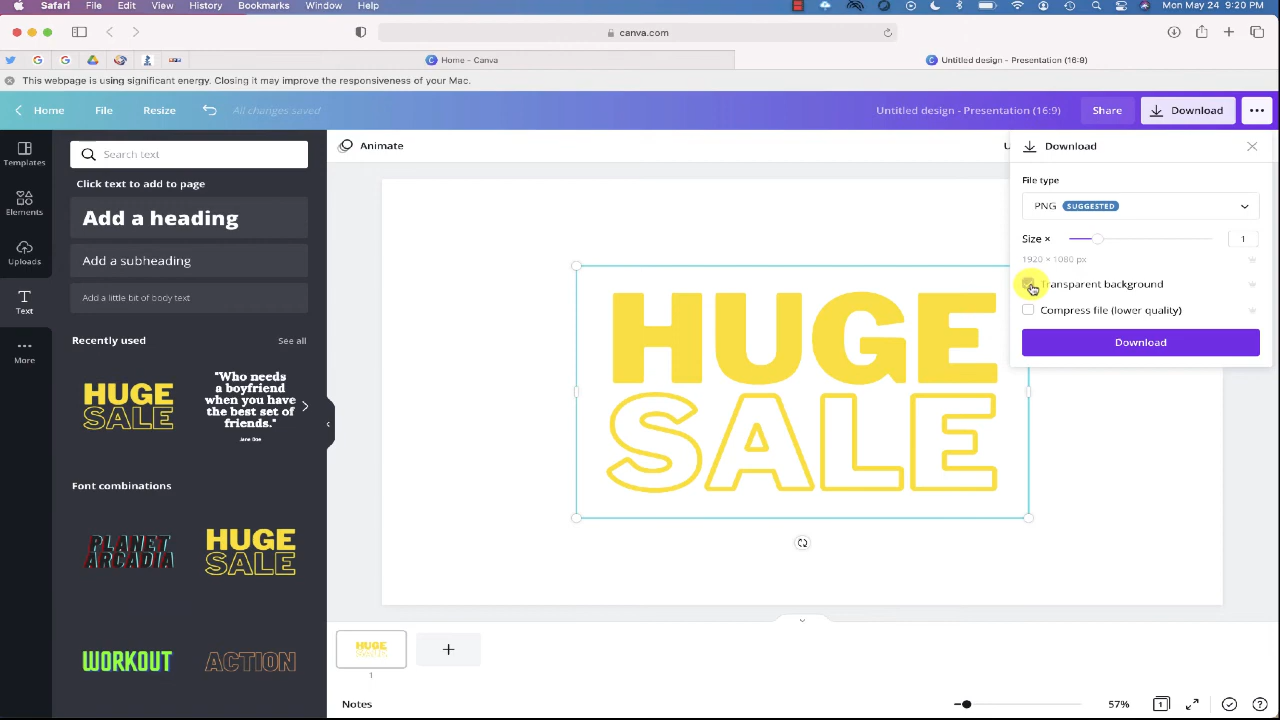 Safari File Edit View History Bookmarks Window Help Mon May 24 9:20 PM
canva.com
Home - Canva
Untitled design - Presentation (16:9)
This webpage is using significant energy. Closing it may improve the responsiveness of your Mac.
Home File Resize All changes saved Untitled design - Presentation (16:9) Share Download
Templates
Elements
Uploads
Text
More
Search text
Click text to add to page
Add a heading
Add a subheading
Add a little bit of body text
Recently used See all
HUGE
SALE
"Who needs
a boyfriend
when you have
the best set of
friends."
Jane Doe
Font combinations
PLANET
ARCADIA
HUGE
SALE
WORKOUT
ACTION
Animate
Download
File type
PNG SUGGESTED
Size × 1
1920 × 1080 px
Transparent background
Compress file (lower quality)
Download
HUGE
SALE
HUGE
1
Notes
57%
1